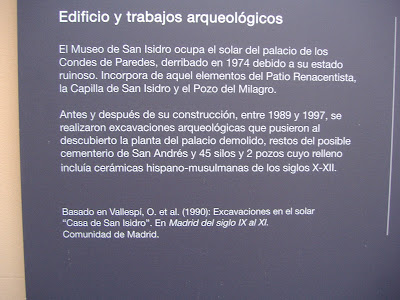 Edificio y trabajos arqueológicos
El Museo de San Isidro ocupa el solar del palacio de los
Condes de Paredes, derribado en 1974 debido a su estado
ruinoso. Incorpora de aquel elementos del Patio Renacentista,
la Capilla de San Isidro y el Pozo del Milagro.
Antes y después de su construcción, entre 1989 y 1997, se
realizaron excavaciones arqueológicas que pusieron al
descubierto la planta del palacio demolido, restos del posible
cementerio de San Andrés y 45 silos y 2 pozos cuyo relleno
incluía cerámicas hispano-musulmanas de los siglos X-XII.
Basado en Vallespí, O. et al. (1990): Excavaciones en el solar
“Casa de San Isidro”. En Madrid del siglo IX al XI.
Comunidad de Madrid.